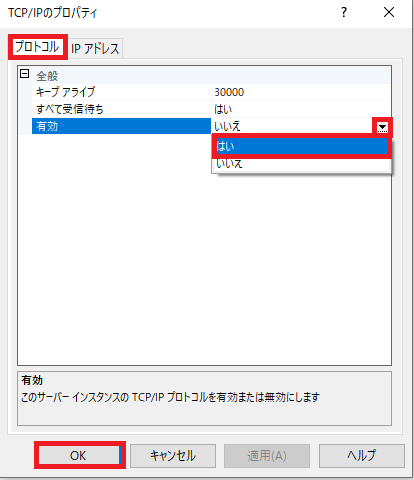 TCP/IPのプロパティ ? ×
プロトコル IP アドレス
全般
キープ アライブ 30000
すべて受信待ち はい
有効 いいえ
はい
いいえ
有効
このサーバー インスタンスの TCP/IP プロトコルを有効または無効にします
OK キャンセル 適用(A) ヘルプ